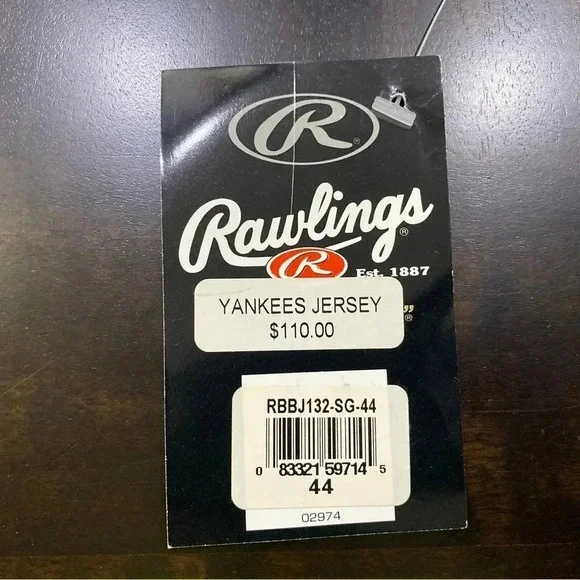 R
Rawlings
R
Est. 1887
YANKEES JERSEY
$110.00
RBBJ132-SG-44
0 83321 59714 5
44
02974